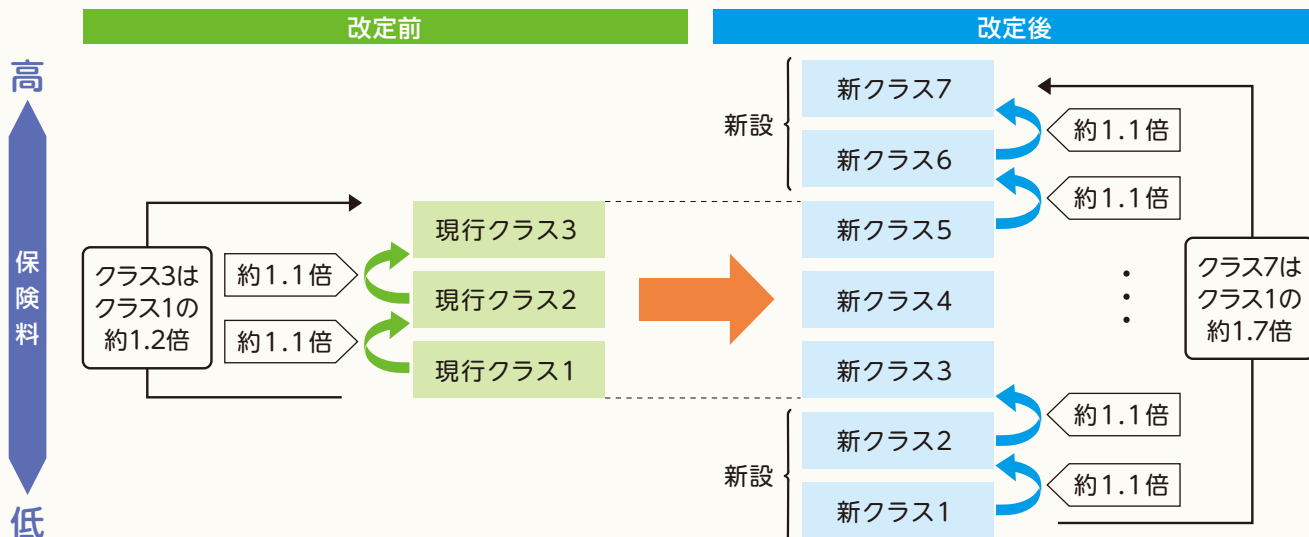 改定前
改定後
高
保険料
低
クラス3は
クラス1の
約1.2倍
約1.1倍
約1.1倍
現行クラス3
現行クラス2
現行クラス1
新設
新設
新クラス7
新クラス6
新クラス5
新クラス4
新クラス3
新クラス2
新クラス1
約1.1倍
約1.1倍
約1.1倍
約1.1倍
クラス7は
クラス1の
約1.7倍